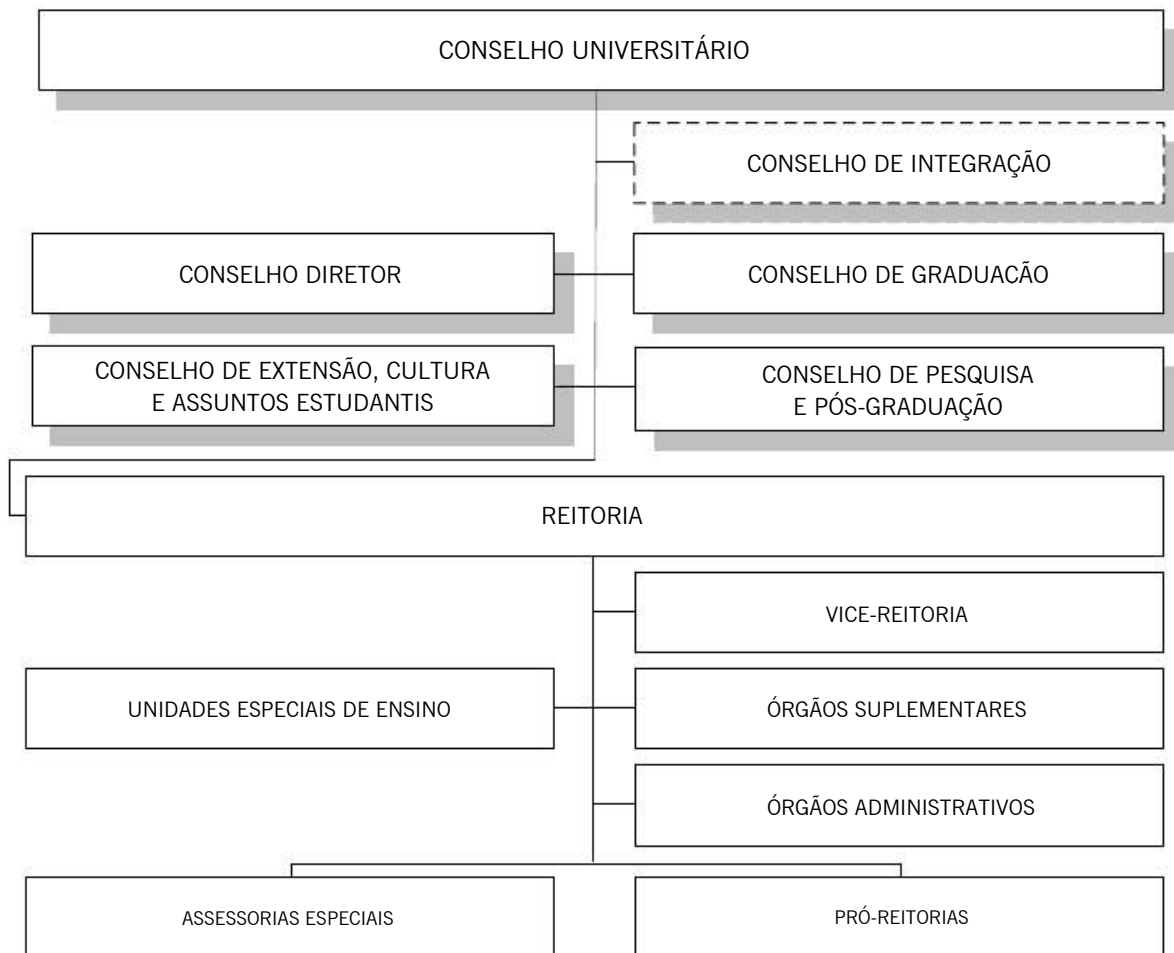 CONSELHO UNIVERSITÁRIO
CONSELHO DE INTEGRAÇÃO
CONSELHO DIRETOR
CONSELHO DE GRADUAÇÃO
CONSELHO DE EXTENSÃO, CULTURA
E ASSUNTOS ESTUDANTIS
CONSELHO DE PESQUISA
E PÓS-GRADUAÇÃO
REITORIA
VICE-REITORIA
UNIDADES ESPECIAIS DE ENSINO
ÓRGÃOS SUPLEMENTARES
ÓRGÃOS ADMINISTRATIVOS
ASSESSORIAS ESPECIAIS
PRÓ-REITORIAS